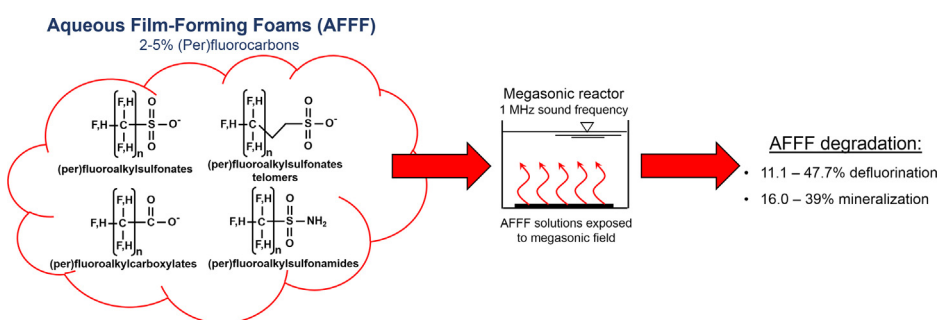 Aqueous Film-Forming Foams (AFFF)
2-5% (Per)fluorocarbons
F,H
O
F,H C S O-
F,H
O
n
(per)fluoroalkylsulfonates
F,H
O
F,H C S O-
F,H
O
n
(per)fluoroalkylsulfonates
telomers
F,H
O
F,H C C O-
F,H
n
(per)fluoroalkylcarboxylates
F,H
O
F,H C S NH2
F,H
O
n
(per)fluoroalkylsulfonamides
Megasonic reactor
1 MHz sound frequency
AFFF solutions exposed
to megasonic field
AFFF degradation:
• 11.1 – 47.7% defluorination
• 16.0 – 39% mineralization